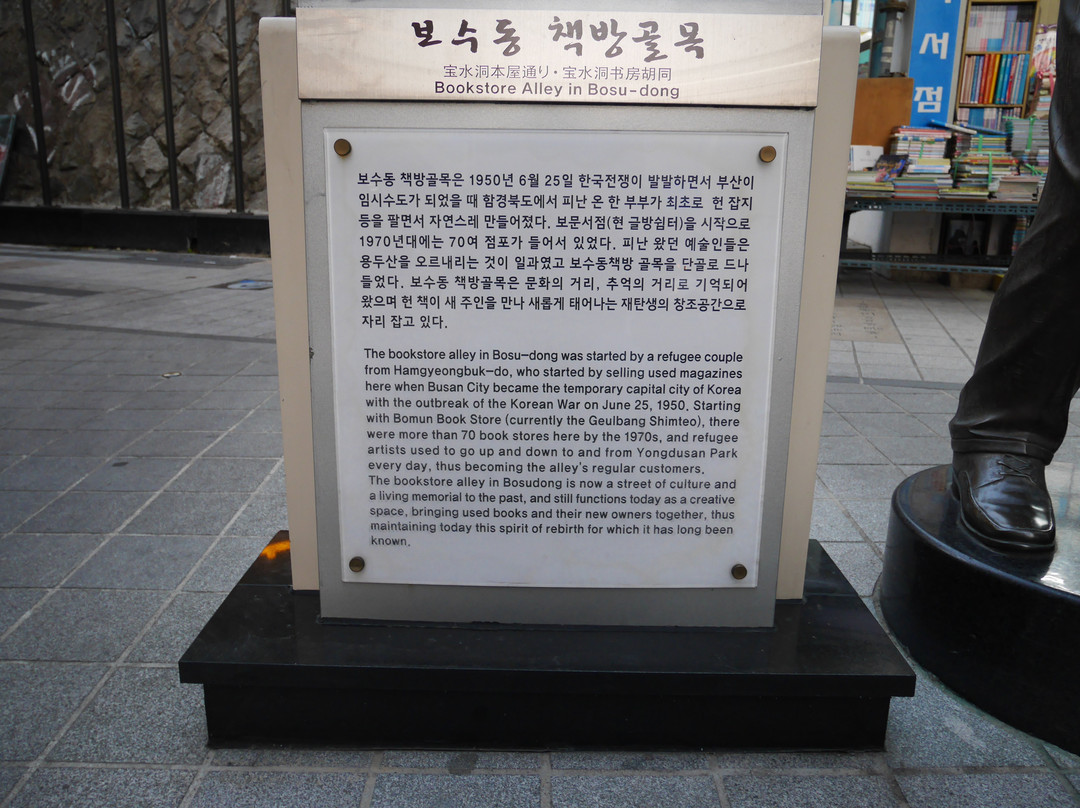 보수동 책방골목
宝水洞本屋通り・宝水洞书房胡同
Bookstore Alley in Bosu-dong
서
점
보수동 책방골목은 1950년 6월 25일 한국전쟁이 발발하면서 부산이
임시수도가 되었을 때 함경북도에서 피난 온 한 부부가 최초로 헌 잡지
등을 팔면서 자연스레 만들어졌다. 보문서점(현 글방쉼터)을 시작으로
1970년대에는 70여 점포가 들어서 있었다. 피난 왔던 예술인들은
용두산을 오르내리는 것이 일과였고 보수동책방 골목을 단골로 드나
들었다. 보수동 책방골목은 문화의 거리, 추억의 거리로 기억되어
왔으며 헌 책이 새 주인을 만나 새롭게 태어나는 재탄생의 창조공간으로
자리 잡고 있다.
The bookstore alley in Bosu-dong was started by a refugee couple
from Hamgyeongbuk-do, who started by selling used magazines
here when Busan City became the temporary capital city of Korea
with the outbreak of the Korean War on June 25, 1950. Starting
with Bomun Book Store (currently the Geulbang Shimteo), there
were more than 70 book stores here by the 1970s, and refugee
artists used to go up and down to and from Yongdusan Park
every day, thus becoming the alley's regular customers.
The bookstore alley in Bosudong is now a street of culture and
a living memorial to the past, and still functions today as a creative
space, bringing used books and their new owners together, thus
maintaining today this spirit of rebirth for which it has long been
known.